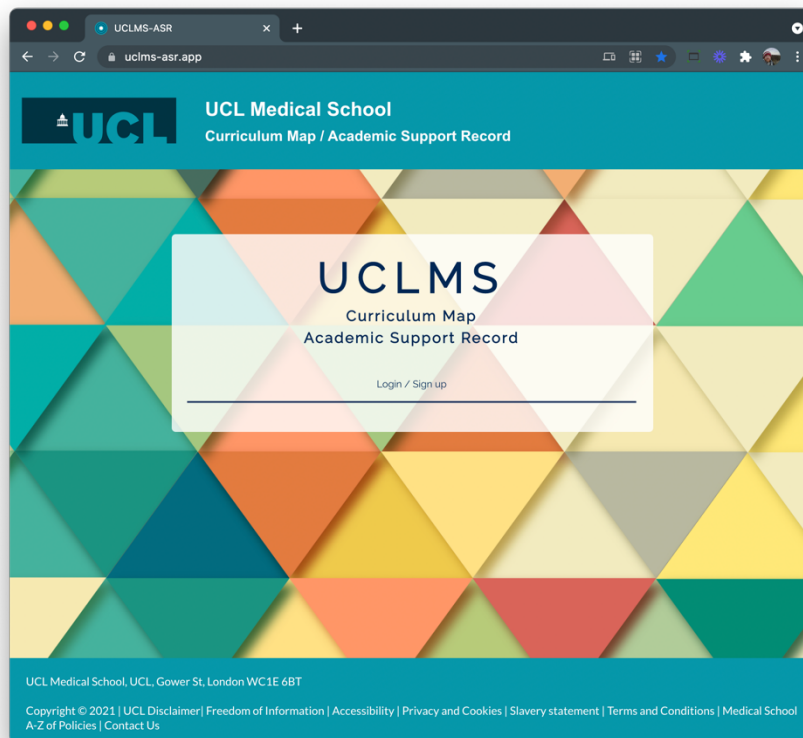 UCLMS-ASR
uclms-asr.app
UCL
UCL Medical School
Curriculum Map / Academic Support Record
UCLMS
Curriculum Map
Academic Support Record
Login / Sign up
UCL Medical School, UCL, Gower St, London WC1E 6BT
Copyright © 2021 | UCL Disclaimer| Freedom of Information | Accessibility | Privacy and Cookies | Slavery statement | Terms and Conditions | Medical School
A-Z of Policies | Contact Us